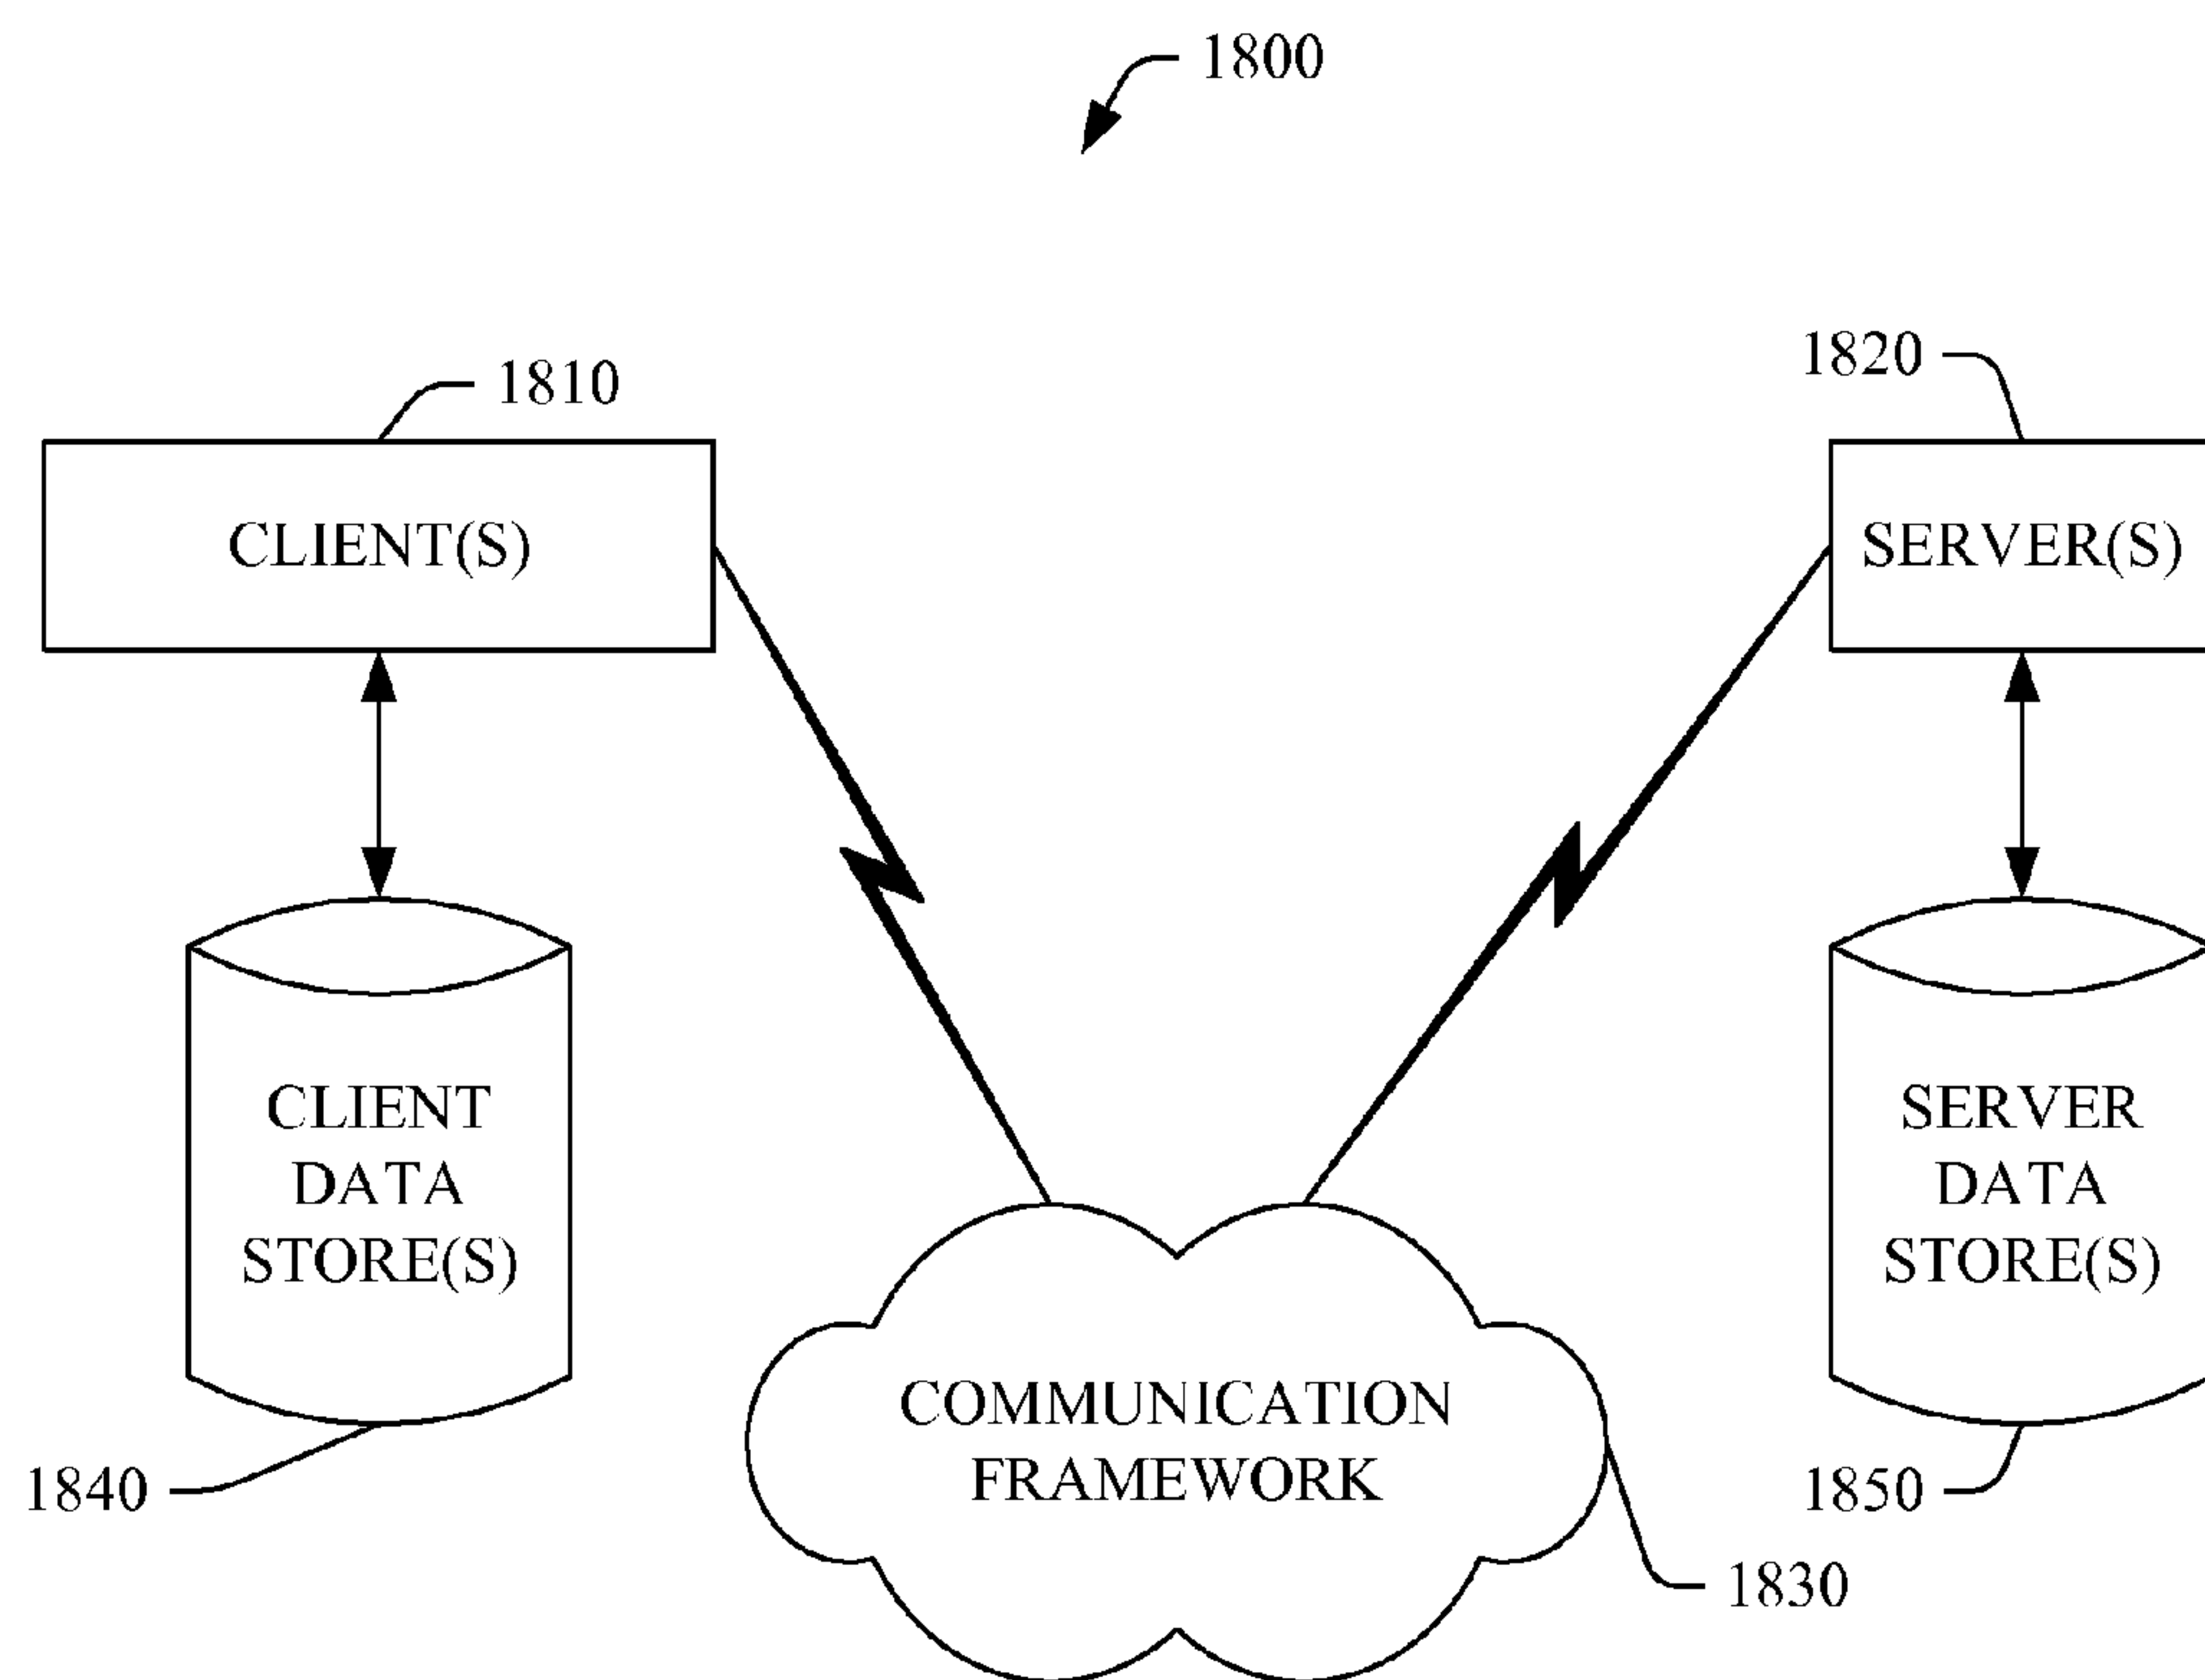 1800
1810
1820
CLIENT(S)
SERVER(S)
CLIENT
DATA
STORE(S)
SERVER
DATA
STORE(S)
COMMUNICATION
FRAMEWORK
1840
1850
1830